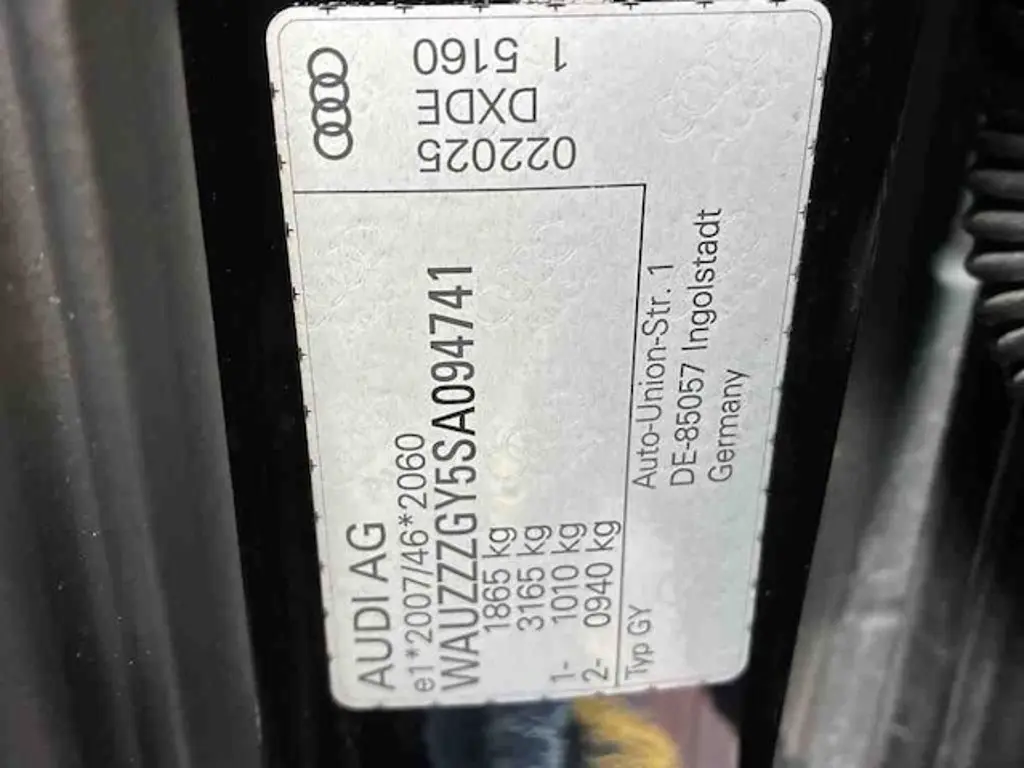 AUDI AG
e1*2007/46*2060
WAUZZZGY5SA094741
1865 kg
3165 kg
1- 1010 kg
2- 0940 kg
Typ GY
Auto-Union-Str. 1
DE-85057 Ingolstadt
Germany
022025
DXDE
1 5160